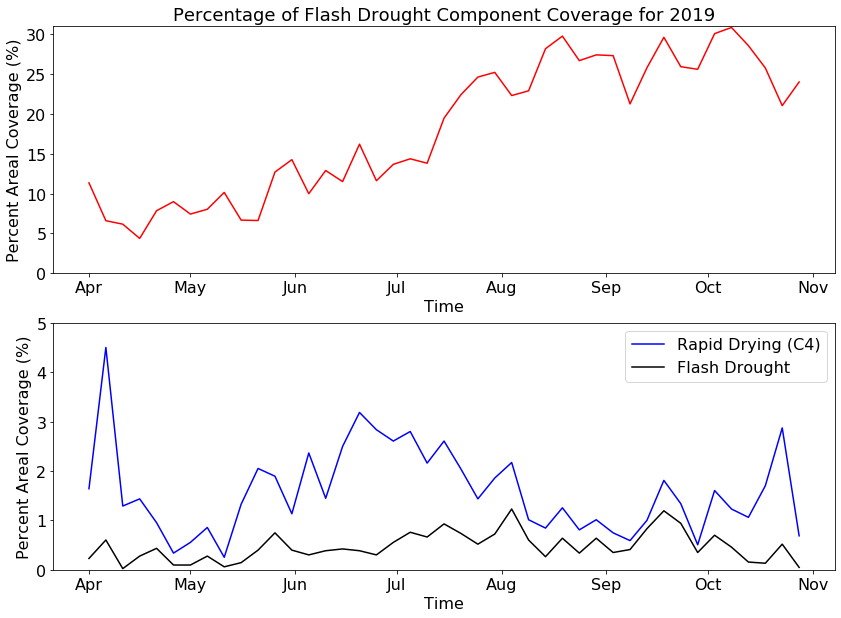 Percentage of Flash Drought Component Coverage for 2019
Percent Areal Coverage (%)
30
25
20
15
10
5
0
Apr May Jun Jul Aug Sep Oct Nov
Time
Percent Areal Coverage (%)
5
4
3
2
1
0
Rapid Drying (C4)
Flash Drought
Apr May Jun Jul Aug Sep Oct Nov
Time